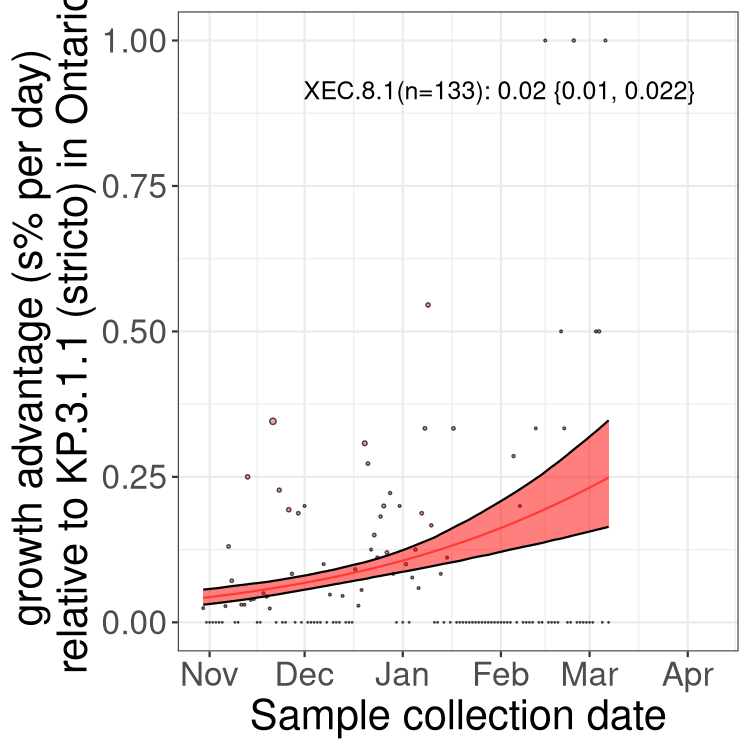 growth advantage (s% per day)
relative to KP.3.1.1 (stricto) in Ontario
1.00
0.75
0.50
0.25
0.00
XEC.8.1(n=133): 0.02 {0.01, 0.022}
Nov Dec Jan Feb Mar Apr
Sample collection date